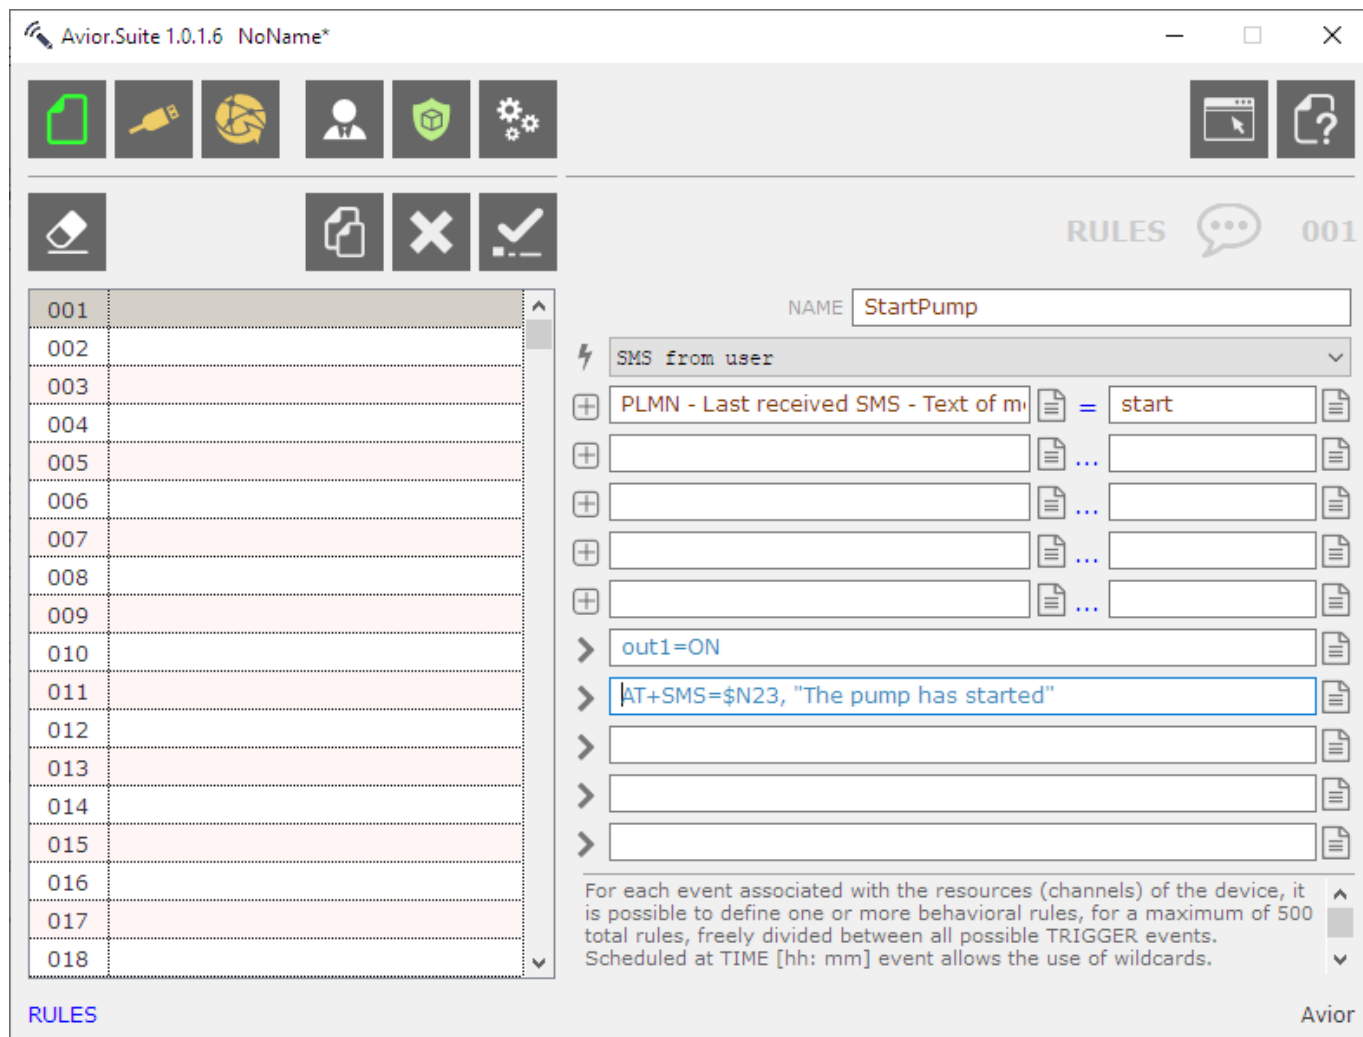 Avior.Suite 1.0.1.6 NoName*
RULES 001
001
002
003
004
005
006
007
008
009
010
011
012
013
014
015
016
017
018
NAME StartPump
SMS from user
PLMN - Last received SMS - Text of m = start
...
...
...
...
out1=ON
AT+SMS=$N23, "The pump has started"
For each event associated with the resources (channels) of the device, it
is possible to define one or more behavioral rules, for a maximum of 500
total rules, freely divided between all possible TRIGGER events.
Scheduled at TIME [hh: mm] event allows the use of wildcards.
RULES
Avior